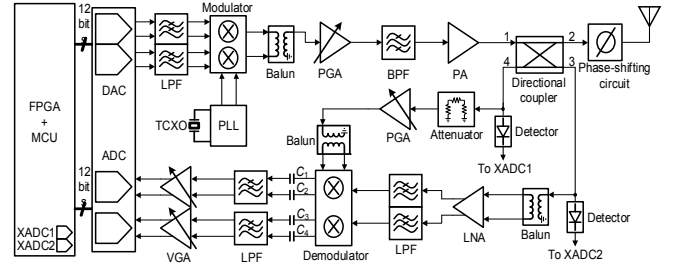 Modulator
12
bit
s
DAC
LPF
Balun
PGA
BPF
PA
1
2
4
3
Directional
coupler
Phase-shifting
circuit
FPGA
+
MCU
TCXO
PLL
Balun
PGA
Attenuator
Detector
To XADC1
ADC
12
bit
s
C1
C2
C3
C4
XADC1
XADC2
VGA
LPF
Demodulator
LPF
LNA
Balun
Detector
To XADC2